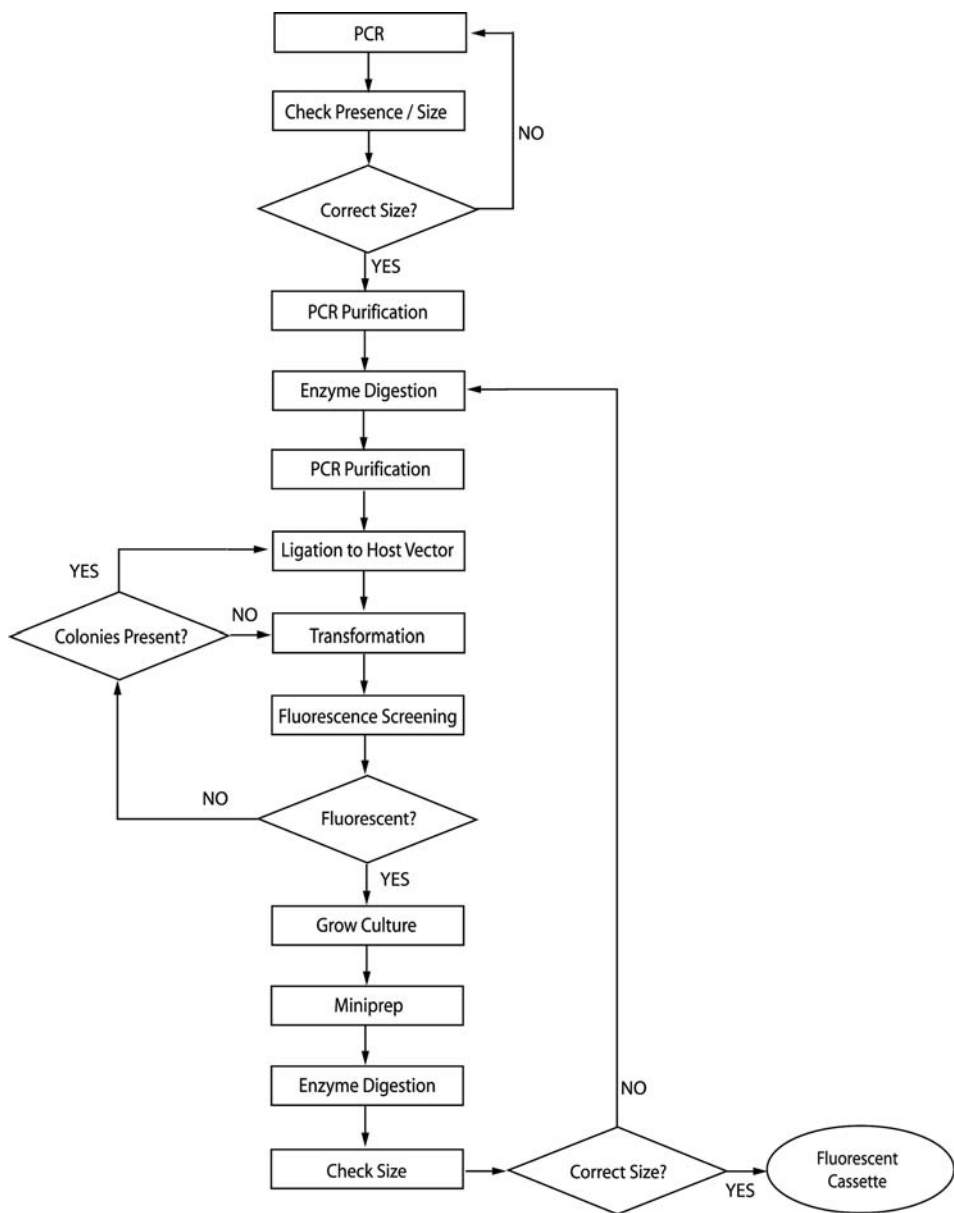 PCR
Check Presence / Size
NO
Correct Size?
YES
PCR Purification
Enzyme Digestion
PCR Purification
Ligation to Host Vector
YES
Colonies Present?
NO
Transformation
Fluorescence Screening
NO
Fluorescent?
YES
Grow Culture
Miniprep
Enzyme Digestion
NO
Check Size
Correct Size?
YES
Fluorescent
Cassette